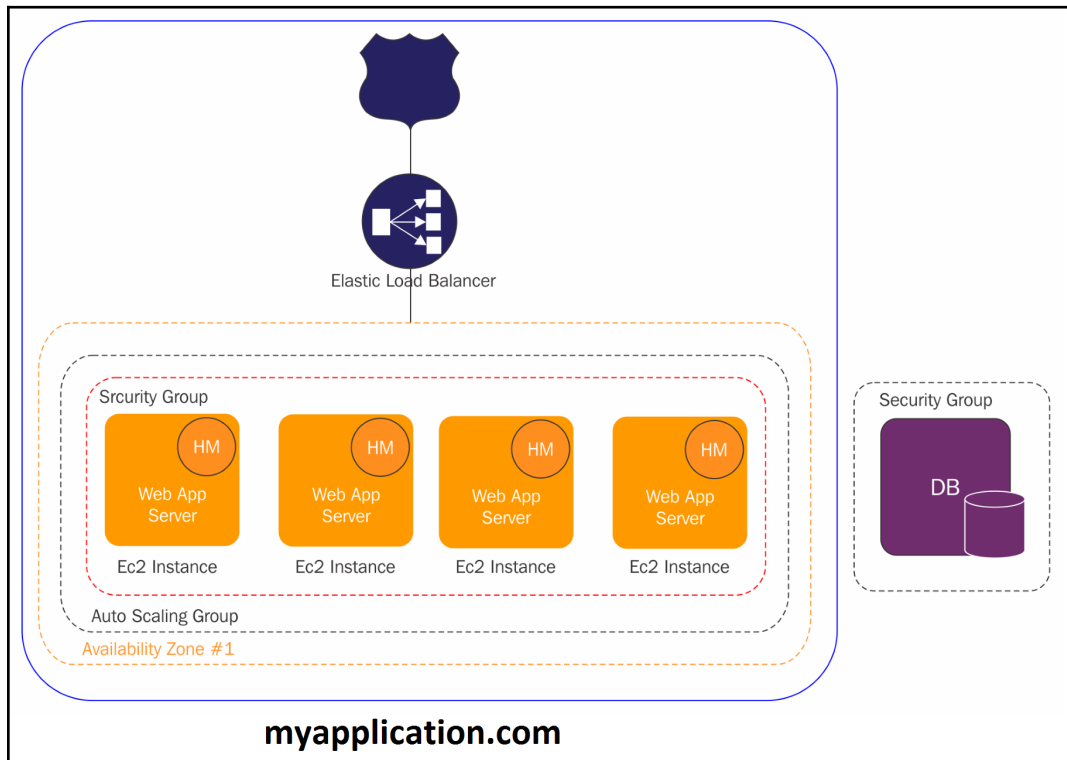 Elastic Load Balancer
Srcurity Group
HM
HM
HM
HM
Web App
Server
Web App
Server
Web App
Server
Web App
Server
Ec2 Instance
Ec2 Instance
Ec2 Instance
Ec2 Instance
Auto Scaling Group
Availability Zone #1
Security Group
DB
myapplication.com